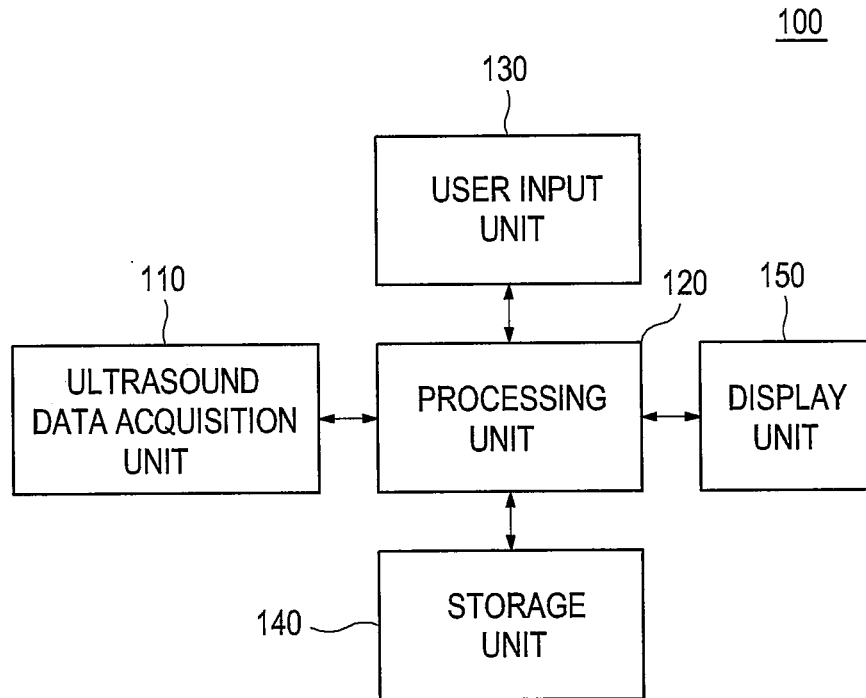 100
130
USER INPUT
UNIT
110
120
150
ULTRASOUND
DATA ACQUISITION
UNIT
PROCESSING
UNIT
DISPLAY
UNIT
140
STORAGE
UNIT